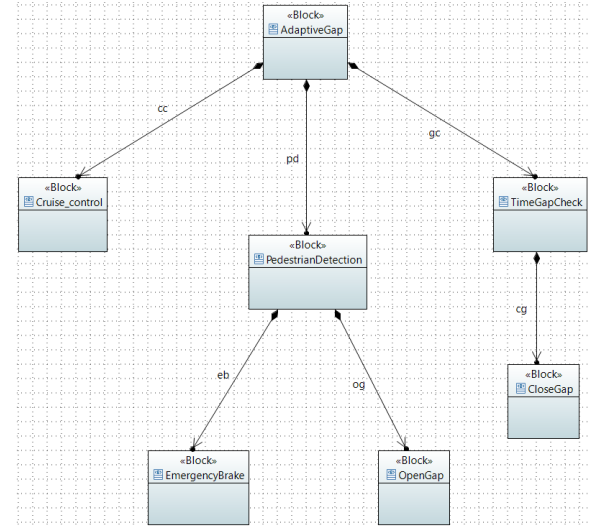 «Block»
AdaptiveGap
cc
pd
gc
«Block»
Cruise_control
«Block»
TimeGapCheck
«Block»
PedestrianDetection
cg
eb
og
«Block»
CloseGap
«Block»
EmergencyBrake
«Block»
OpenGap